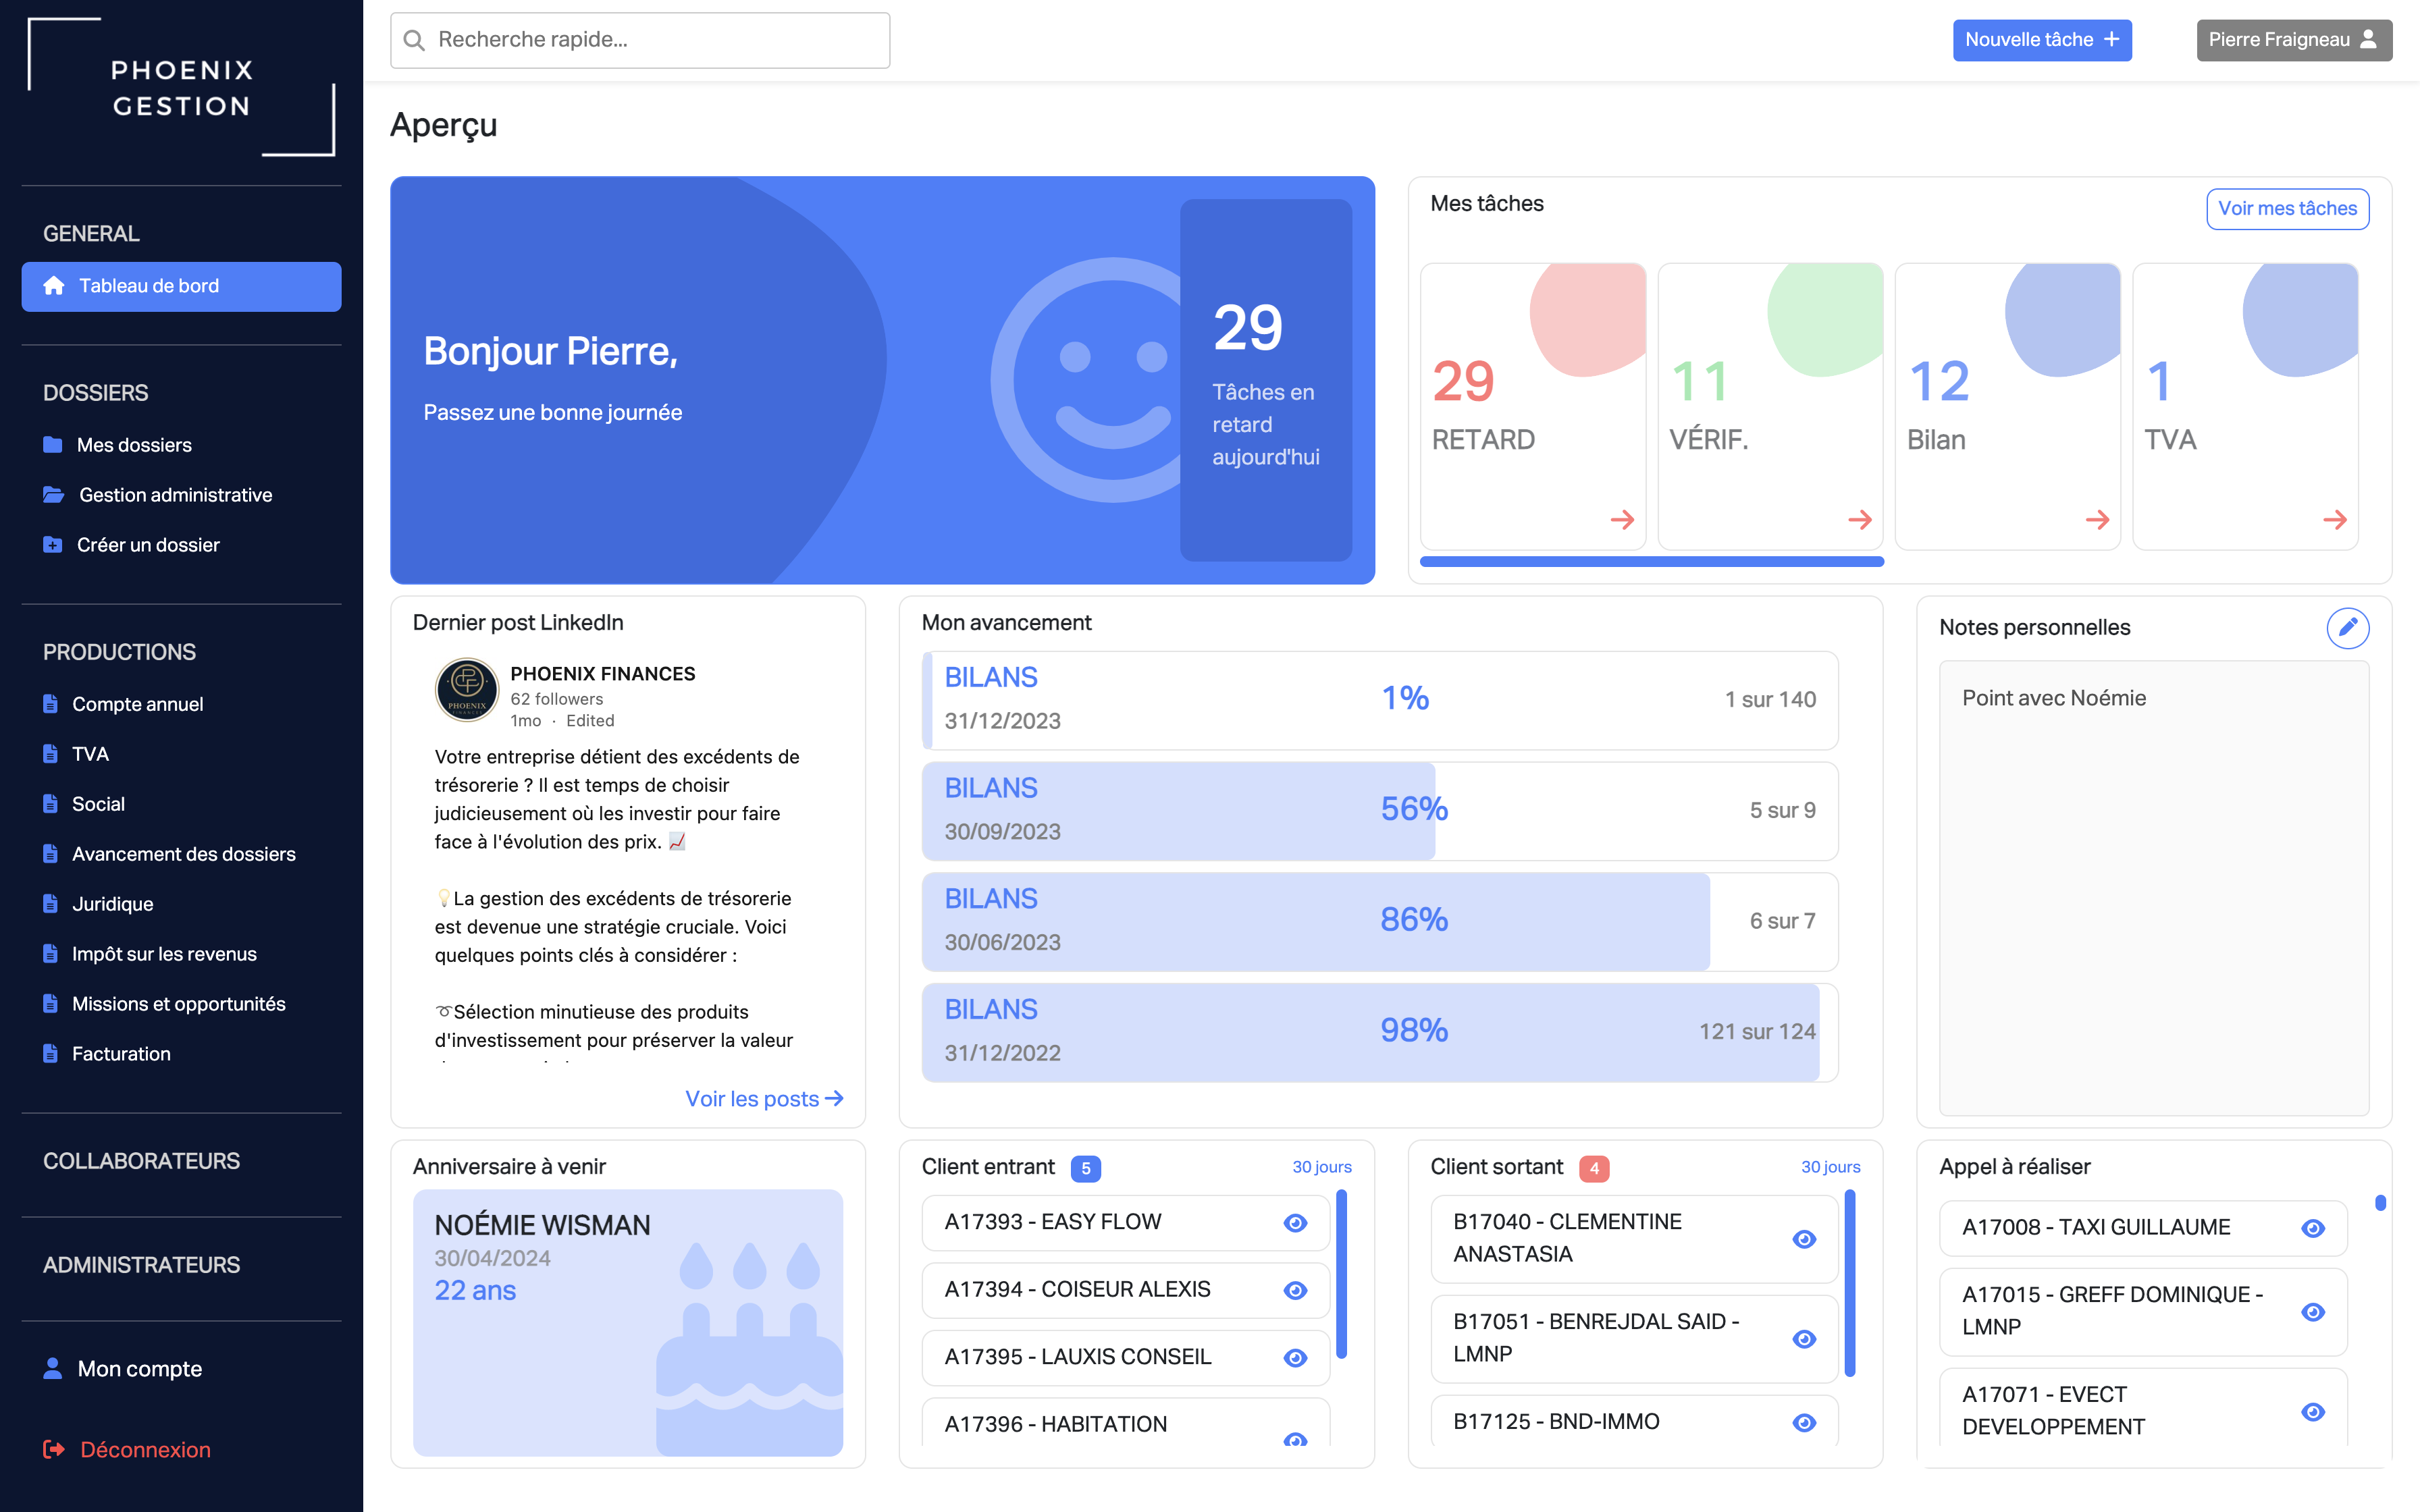 PHOENIX
GESTION
GENERAL
Tableau de bord
DOSSIERS
Mes dossiers
Gestion administrative
Créer un dossier
PRODUCTIONS
Compte annuel
TVA
Social
Avancement des dossiers
Juridique
Impôt sur les revenus
Missions et opportunités
Facturation
COLLABORATEURS
ADMINISTRATEURS
Mon compte
Déconnexion
Recherche rapide...
Nouvelle tâche +
Pierre Fraigneau
Aperçu
Bonjour Pierre,
Passez une bonne journée
29
Tâches en
retard
aujourd'hui
Mes tâches
Voir mes tâches
29
RETARD
11
VÉRIF.
12
Bilan
1
TVA
Dernier post LinkedIn
PHOENIX
PHOENIX FINANCES
62 followers
1mo · Edited
Votre entreprise détient des excédents de
trésorerie ? Il est temps de choisir
judicieusement où les investir pour faire
face à l'évolution des prix. 📈
💡La gestion des excédents de trésorerie
est devenue une stratégie cruciale. Voici
quelques points clés à considérer :
➰Sélection minutieuse des produits
d'investissement pour préserver la valeur
Voir les posts
Mon avancement
BILANS
31/12/2023
1%
1 sur 140
BILANS
30/09/2023
56%
5 sur 9
BILANS
30/06/2023
86%
6 sur 7
BILANS
31/12/2022
98%
121 sur 124
Notes personnelles
Point avec Noémie
Anniversaire à venir
NOÉMIE WISMAN
30/04/2024
22 ans
Client entrant 5
30 jours
A17393 - EASY FLOW
A17394 - COISEUR ALEXIS
A17395 - LAUXIS CONSEIL
A17396 - HABITATION
Client sortant 4
30 jours
B17040 - CLEMENTINE
ANASTASIA
B17051 - BENREJDAL SAID -
LMNP
B17125 - BND-IMMO
Appel à réaliser
A17008 - TAXI GUILLAUME
A17015 - GREFF DOMINIQUE -
LMNP
A17071 - EVECT
DEVELOPPEMENT